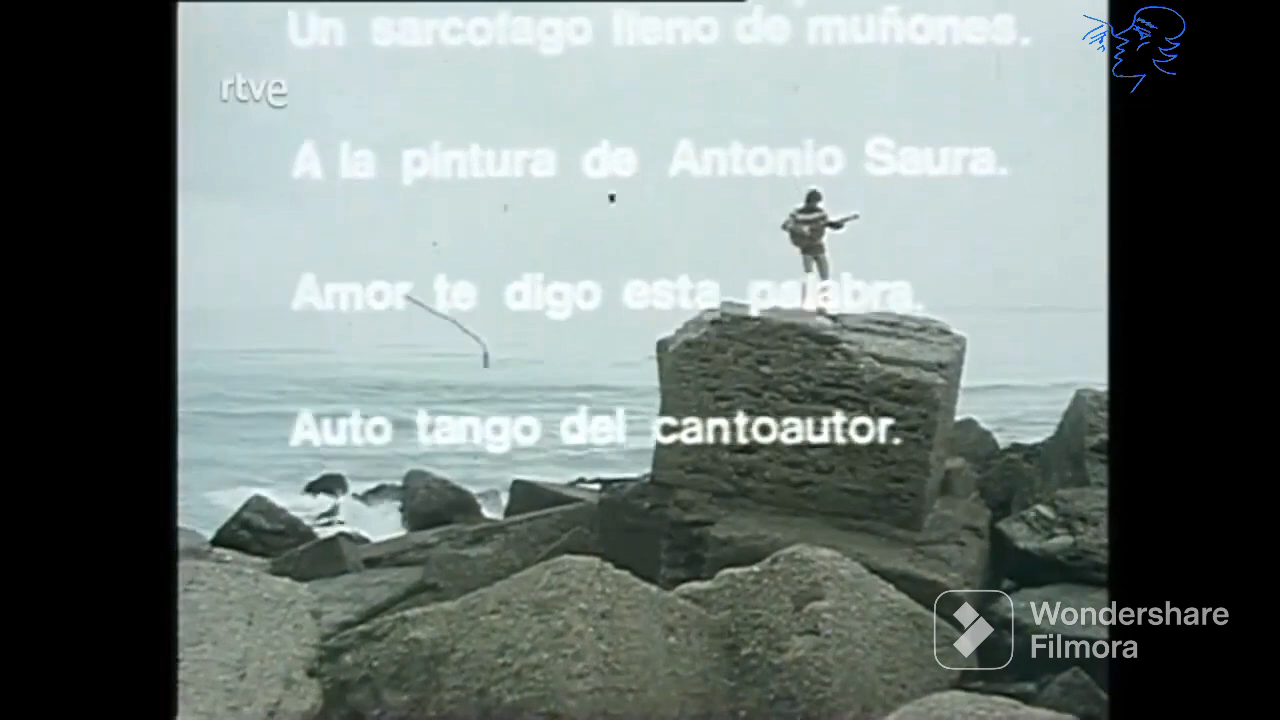 Un sarcofago lleno de muñones.
rtve
A la pintura de Antonio Saura.
Amor te digo esta palabra.
Auto tango del cantoautor.
Wondershare
Filmora